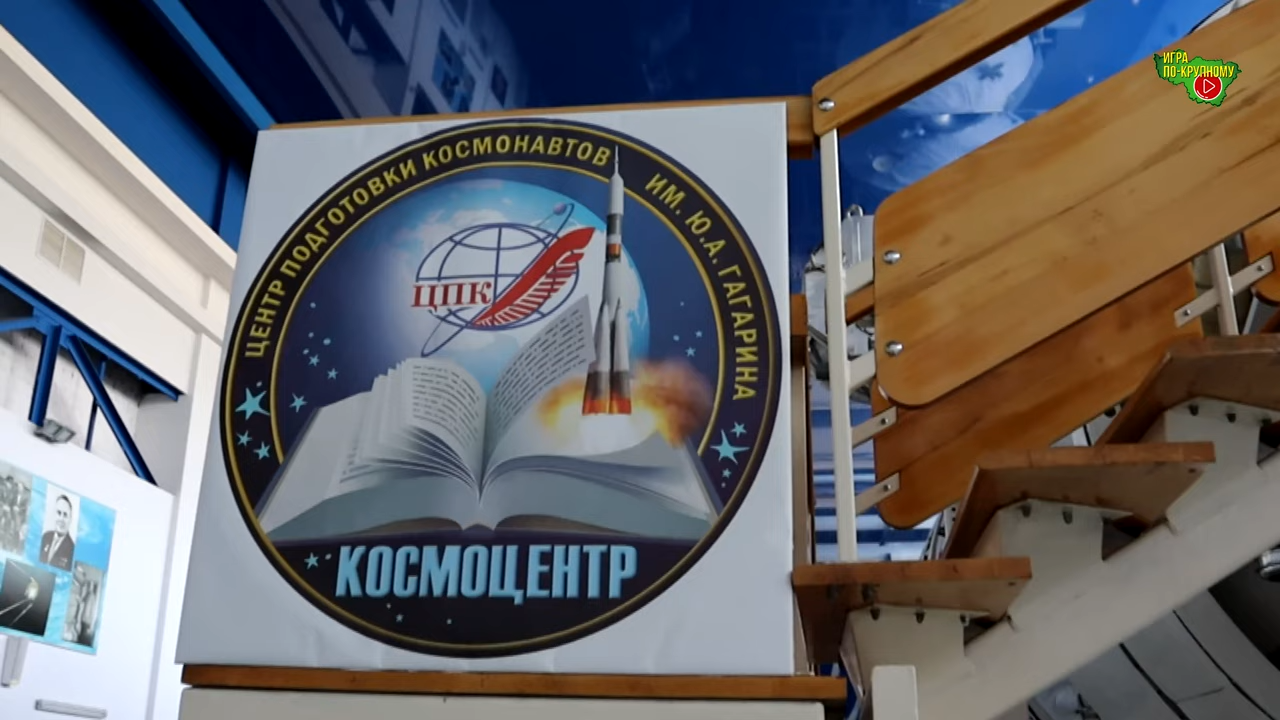 ИГРА
ПО-КРУПНОМУ
ЦЕНТР ПОДГОТОВКИ КОСМОНАВТОВ ИМ. Ю.А. ГАГАРИНА
ЦПК
КОСМОЦЕНТР